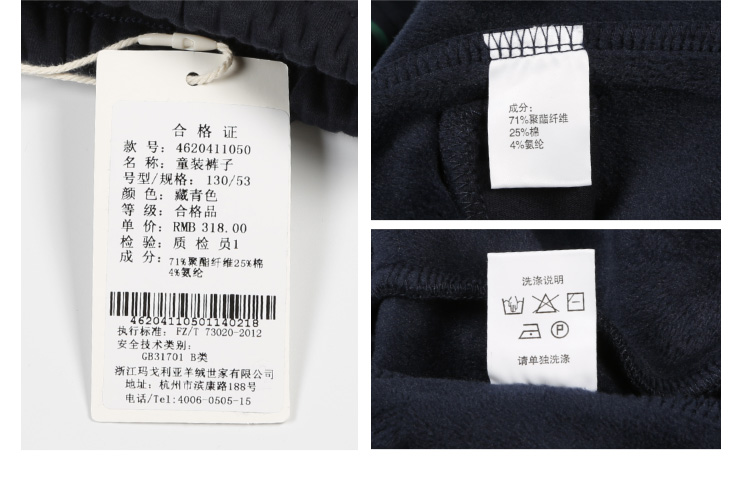 合格证
款 号: 4620411050
名 称: 童装裤子
号型/规格: 130/53
颜 色: 藏青色
等 级: 合格品
单 价: RMB 318.00
检 验: 质 检 员1
成 分: 71%聚酯纤维25%棉
4%氨纶
46204110501140218
执行标准: FZ/T 73020-2012
安全技术类别:
GB31701 B类
浙江玛戈利亚羊绒世家有限公司
地址: 杭州市滨康路188号
电话/Tel:4006-0505-15
成分:
71%聚酯纤维
25%棉
4%氨纶
洗涤说明
P
请单独洗涤